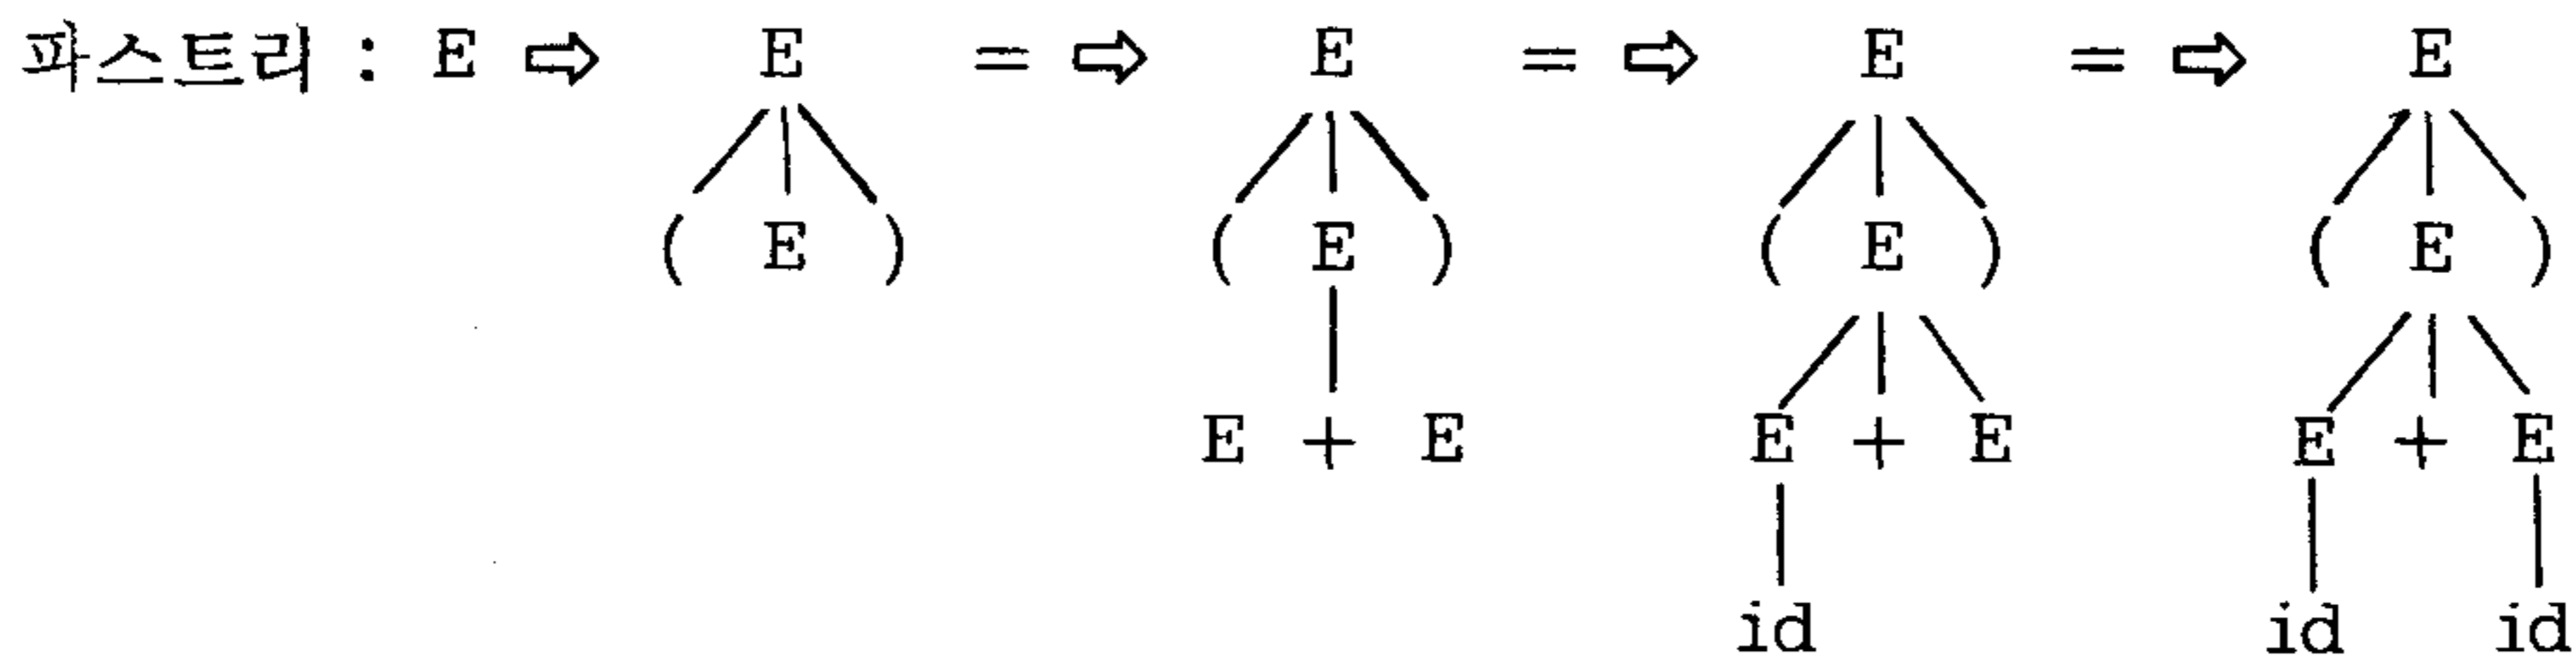 파스트리 : E ⇨ E = ⇨ E = ⇨ E = ⇨ E
( E ) ( E ) ( E ) ( E )
E + E E + E E + E
id id id